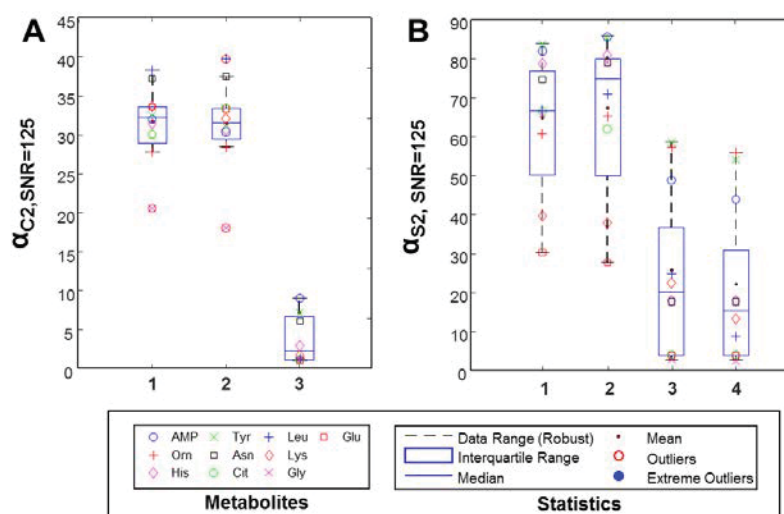 A
α_C2,SNR=125
45
40
35
30
25
20
15
10
5
0
1 2 3
B
α_S2, SNR=125
90
80
70
60
50
40
30
20
10
0
1 2 3 4
AMP Tyr Leu Glu
Orn Asn Lys
His Cit Gly
Metabolites
Data Range (Robust) Mean
Interquartile Range Outliers
Median Extreme Outliers
Statistics